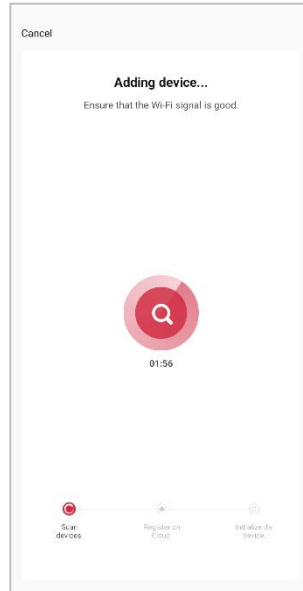 Cancel
Adding device...
Ensure that the Wi-Fi signal is good.
01:56
Scan
devices
Register on
Cloud
Initialize the
device.